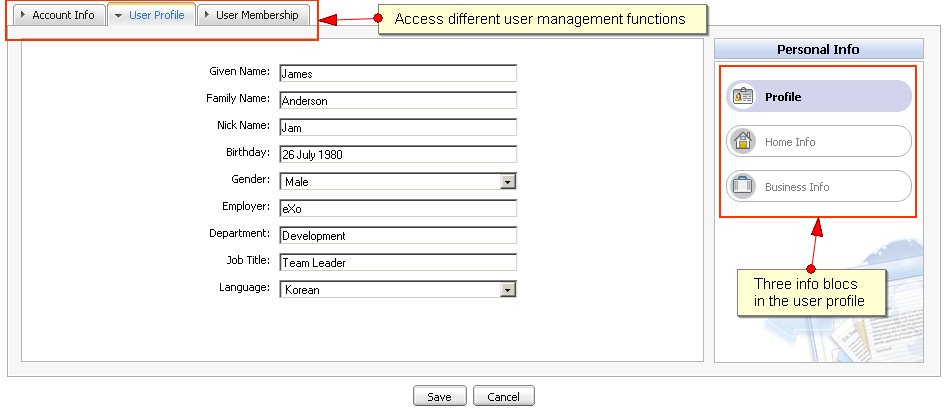 Account Info
User Profile
User Membership
Access different user management functions
Given Name: James
Family Name: Anderson
Nick Name: Jam
Birthday: 26 July 1980
Gender: Male
Employer: eXo
Department: Development
Job Title: Team Leader
Language: Korean
Personal Info
Profile
Home Info
Business Info
Three info blocs
in the user profile
Save
Cancel